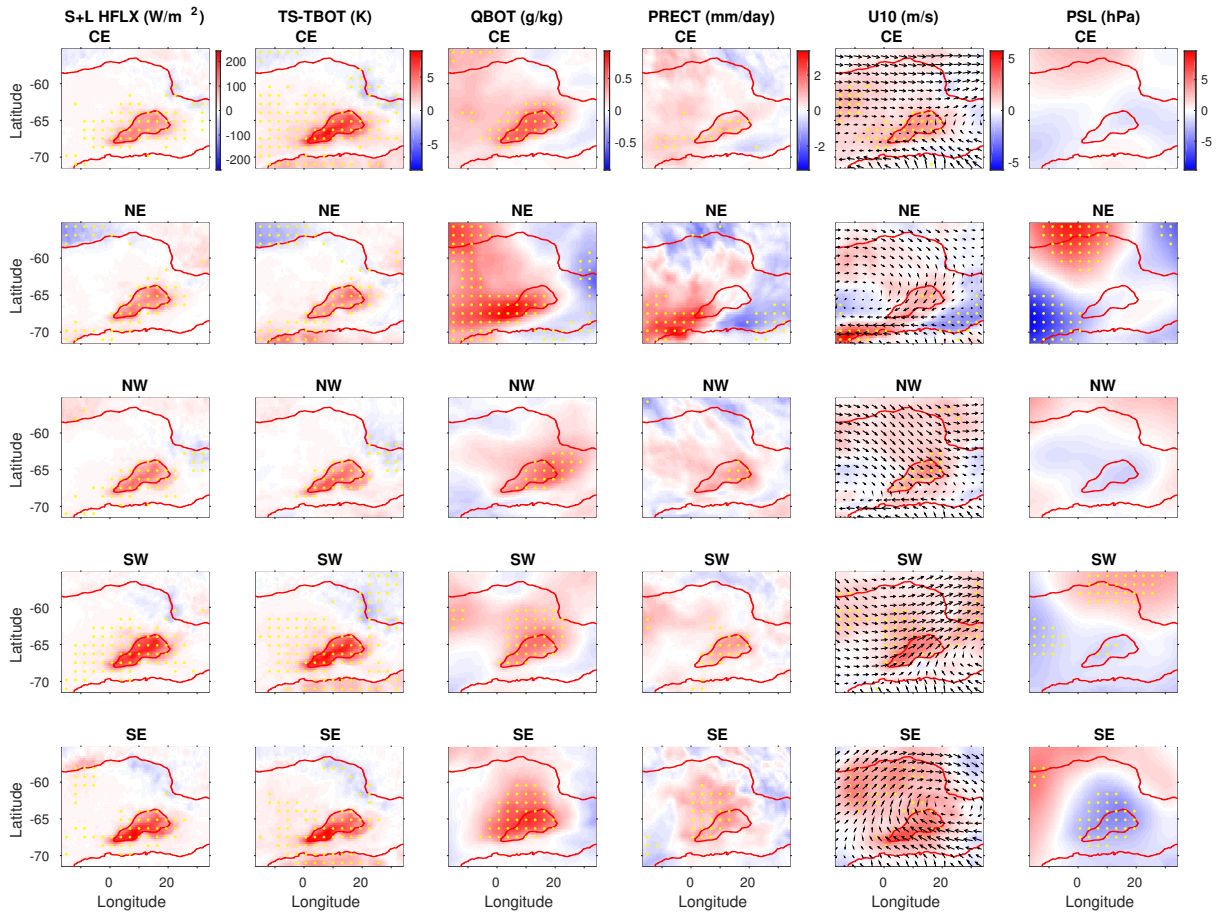 S+L HFLX (W/m 2) TS-TBOT (K) QBOT (g/kg) PRECT (mm/day) U10 (m/s) PSL (hPa)
CE CE CE CE CE CE
Latitude
-60
-65
-70
200
100
0
-100
-200
5
0
-5
0.5
0
-0.5
2
0
-2
5
0
-5
5
0
-5
NE NE NE NE NE NE
Latitude
-60
-65
-70
NW NW NW NW NW NW
Latitude
-60
-65
-70
SW SW SW SW SW SW
Latitude
-60
-65
-70
SE SE SE SE SE SE
Latitude
-60
-65
-70
0 20 0 20 0 20 0 20 0 20 0 20
Longitude Longitude Longitude Longitude Longitude Longitude